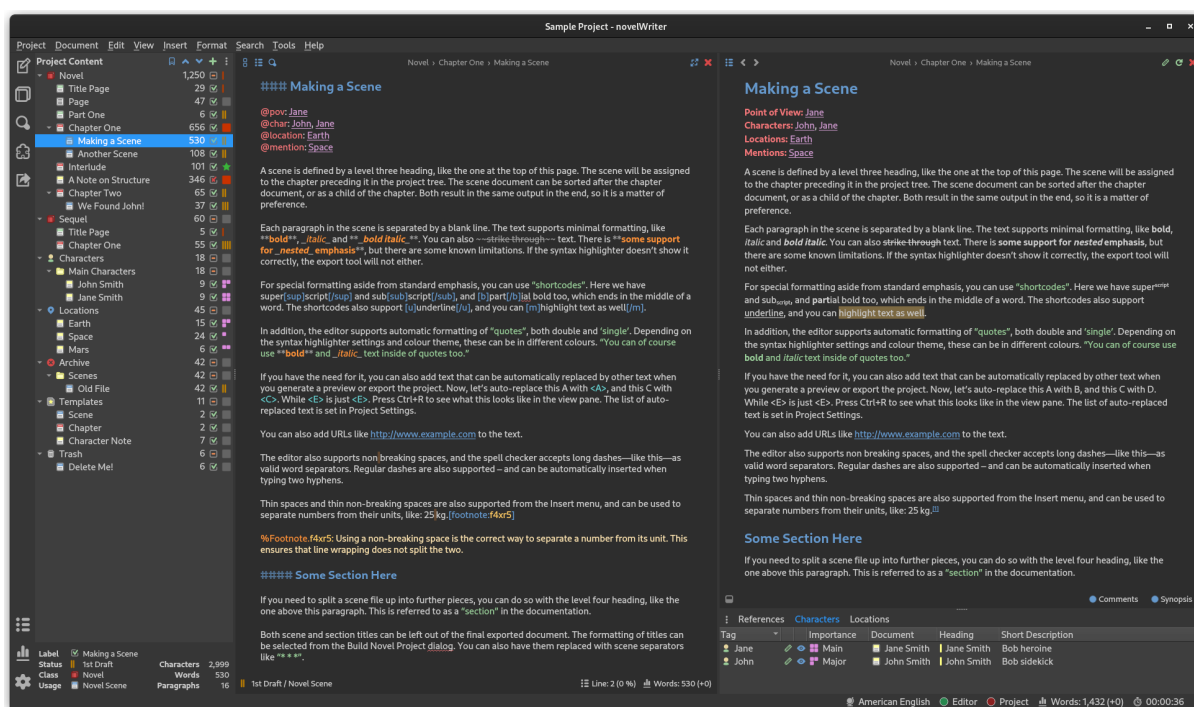 Sample Project - novelWriter
Project Document Edit View Insert Format Search Tools Help
Project Content
Novel 1,250
Title Page 29
Page 47
Part One 6
Chapter One 656
Making a Scene 530
Another Scene 108
Interlude 101
A Note on Structure 346
Chapter Two 65
We Found John! 37
Sequel 60
Title Page 5
Chapter One 55
Characters 18
Main Characters 18
John Smith 9
Jane Smith 9
Locations 45
Earth 15
Space 24
Mars 6
Archive 42
Scenes 42
Old File 42
Templates 11
Scene 2
Chapter 2
Character Note 7
Trash 6
Delete Me! 6
Label Making a Scene
Status 1st Draft Characters 2,999
Class Novel Words 530
Usage Novel Scene Paragraphs 16
Novel › Chapter One › Making a Scene
### Making a Scene
@pov: Jane
@char: John, Jane
@location: Earth
@mention: Space
A scene is defined by a level three heading, like the one at the top of this page. The scene will be assigned
to the chapter preceding it in the project tree. The scene document can be sorted after the chapter
document, or as a child of the chapter. Both result in the same output in the end, so it is a matter of
preference.
Each paragraph in the scene is separated by a blank line. The text supports minimal formatting, like
**bold**, _italic_ and **_bold italic_**. You can also ~~strike through~~ text. There is **some support
for _nested_ emphasis**, but there are some known limitations. If the syntax highlighter doesn’t show it
correctly, the export tool will not either.
For special formatting aside from standard emphasis, you can use “shortcodes”. Here we have
super[sup]script[/sup] and sub[sub]script[/sub], and [b]part[/b]ial bold too, which ends in the middle of a
word. The shortcodes also support [u]underline[/u], and you can [m]highlight text as well[/m].
In addition, the editor supports automatic formatting of “quotes”, both double and ‘single’. Depending on
the syntax highlighter settings and colour theme, these can be in different colours. “You can of course
use **bold** and _italic_ text inside of quotes too.”
If you have the need for it, you can also add text that can be automatically replaced by other text when
you generate a preview or export the project. Now, let’s auto-replace this A with <A>, and this C with
<C>. While <E> is just <E>. Press Ctrl+R to see what this looks like in the view pane. The list of auto-
replaced text is set in Project Settings.
You can also add URLs like http://www.example.com to the text.
The editor also supports non breaking spaces, and the spell checker accepts long dashes—like this—as
valid word separators. Regular dashes are also supported – and can be automatically inserted when
typing two hyphens.
Thin spaces and thin non-breaking spaces are also supported from the Insert menu, and can be used to
separate numbers from their units, like: 25 kg.[footnote:f4xr5]
%Footnote.f4xr5: Using a non-breaking space is the correct way to separate a number from its unit. This
ensures that line wrapping does not split the two.
#### Some Section Here
If you need to split a scene file up into further pieces, you can do so with the level four heading, like the
one above this paragraph. This is referred to as a “section” in the documentation.
Both scene and section titles can be left out of the final exported document. The formatting of titles can
be selected from the Build Novel Project dialog. You can also have them replaced with scene separators
like “* * *”.
1st Draft / Novel Scene Line: 2 (0 %) Words: 530 (+0)
Novel › Chapter One › Making a Scene
Making a Scene
Point of View: Jane
Characters: John, Jane
Locations: Earth
Mentions: Space
A scene is defined by a level three heading, like the one at the top of this page. The scene will be assigned
to the chapter preceding it in the project tree. The scene document can be sorted after the chapter
document, or as a child of the chapter. Both result in the same output in the end, so it is a matter of
preference.
Each paragraph in the scene is separated by a blank line. The text supports minimal formatting, like bold,
italic and bold italic. You can also strike through text. There is some support for nested emphasis, but
there are some known limitations. If the syntax highlighter doesn’t show it correctly, the export tool will
not either.
For special formatting aside from standard emphasis, you can use “shortcodes”. Here we have superscript
and subscript, and partial bold too, which ends in the middle of a word. The shortcodes also support
underline, and you can highlight text as well.
In addition, the editor supports automatic formatting of “quotes”, both double and ‘single’. Depending on
the syntax highlighter settings and colour theme, these can be in different colours. “You can of course use
bold and italic text inside of quotes too.”
If you have the need for it, you can also add text that can be automatically replaced by other text when
you generate a preview or export the project. Now, let’s auto-replace this A with B, and this C with D.
While <E> is just <E>. Press Ctrl+R to see what this looks like in the view pane. The list of auto-replaced
text is set in Project Settings.
You can also add URLs like http://www.example.com to the text.
The editor also supports non breaking spaces, and the spell checker accepts long dashes—like this—as
valid word separators. Regular dashes are also supported – and can be automatically inserted when
typing two hyphens.
Thin spaces and thin non-breaking spaces are also supported from the Insert menu, and can be used to
separate numbers from their units, like: 25 kg.[1]
Some Section Here
If you need to split a scene file up into further pieces, you can do so with the level four heading, like the
one above this paragraph. This is referred to as a “section” in the documentation.
Comments Synopsis
References Characters Locations
Tag Importance Document Heading Short Description
Jane Main Jane Smith Jane Smith Bob heroine
John Major John Smith John Smith Bob sidekick
American English Editor Project Words: 1,432 (+0) 00:00:36